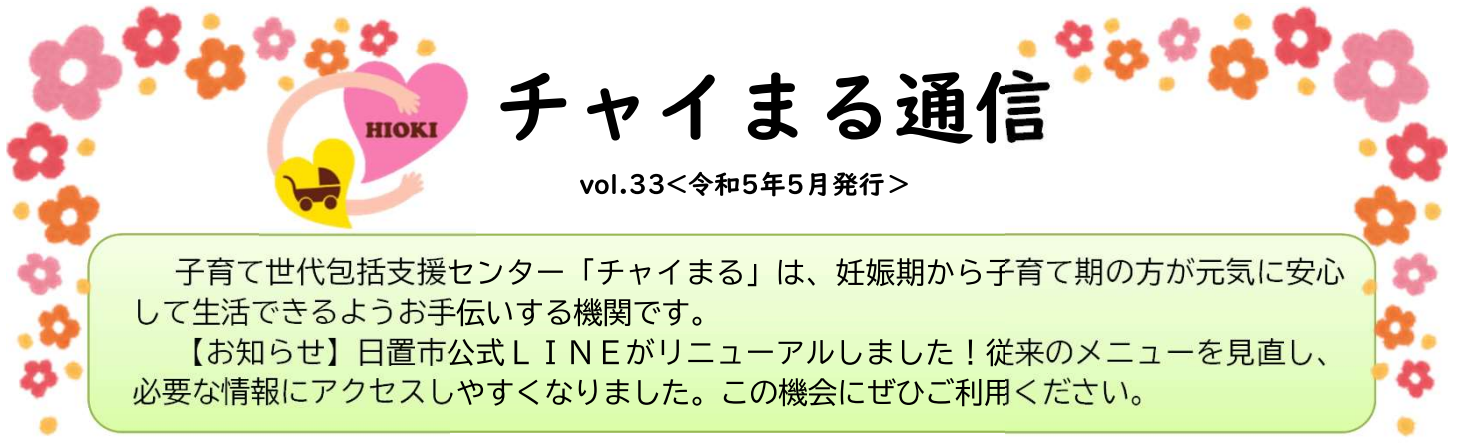 チャイまる通信
HIOKI
vol.33<令和5年5月発行>
子育て世代包括支援センター「チャイまる」は、妊娠期から子育て期の方が元気に安心
して生活できるようお手伝いする機関です。
【お知らせ】日置市公式ＬＩＮＥがリニューアルしました！従来のメニューを見直し、
必要な情報にアクセスしやすくなりました。この機会にぜひご利用ください。